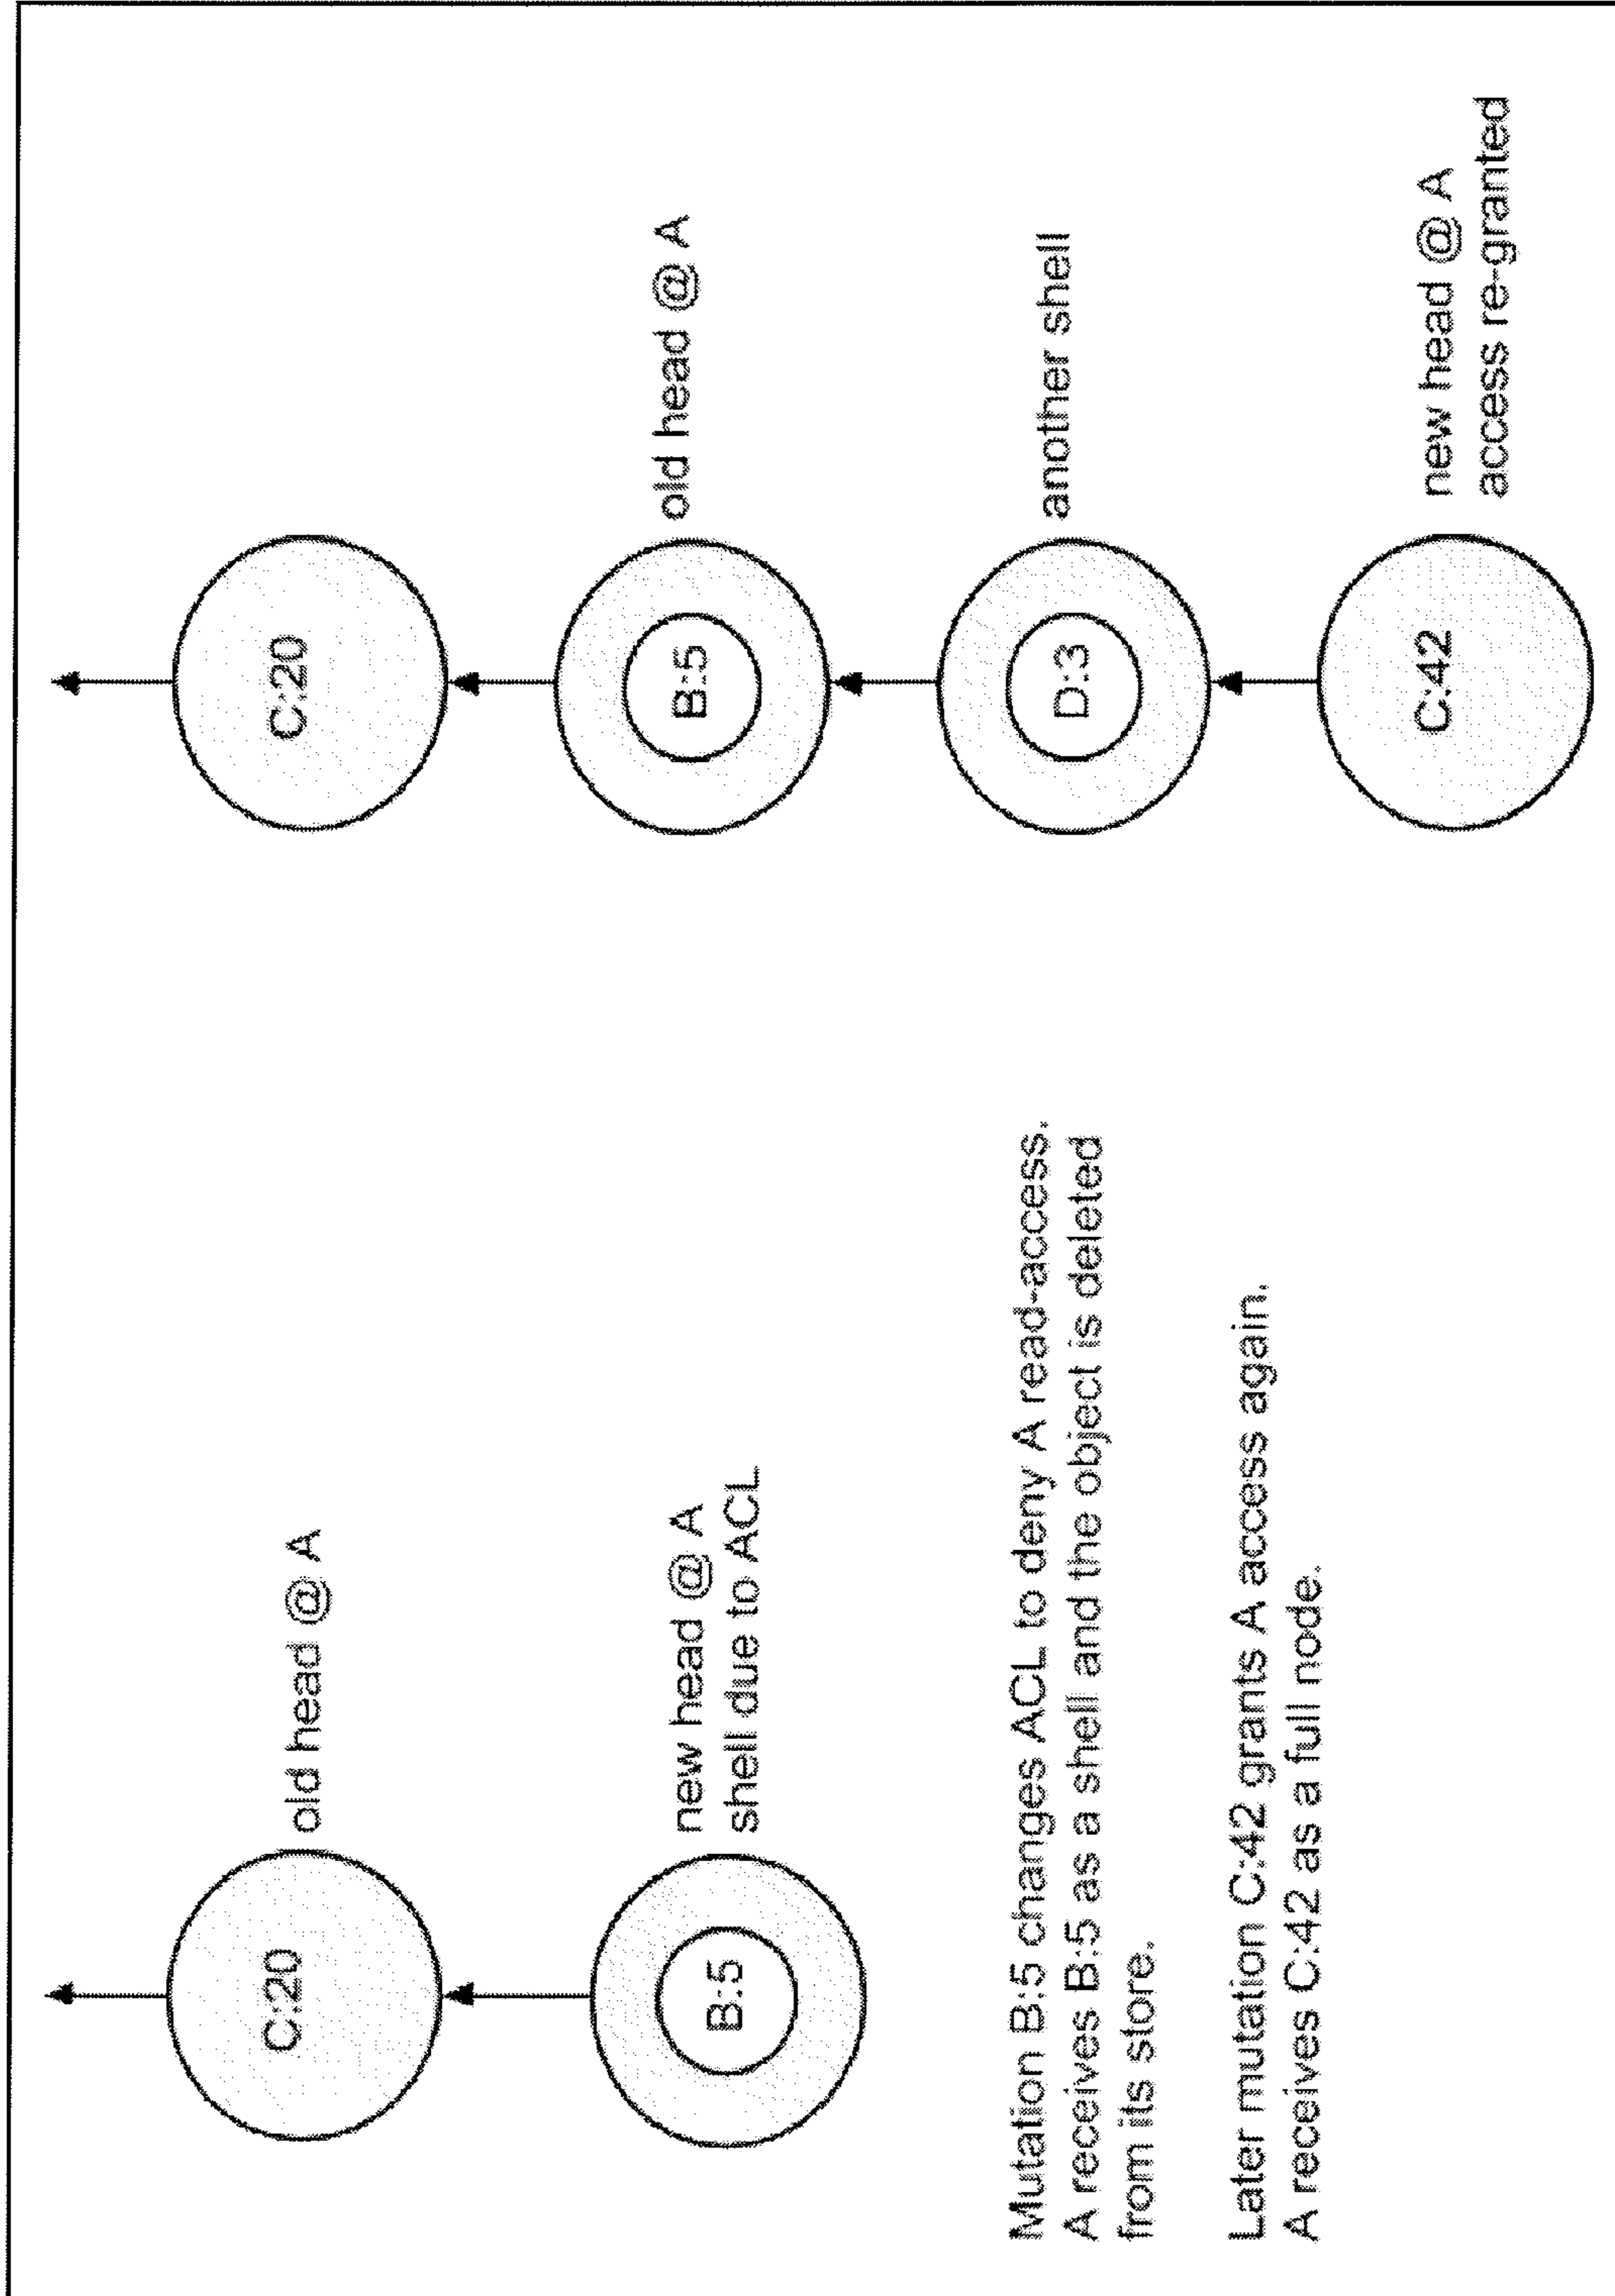 C:20
old head @ A
B:5
new head @ A
shell due to ACL
Mutation B:5 changes ACL to deny A read-access.
A receives B:5 as a shell and the object is deleted
from its store.
Later mutation C:42 grants A access again.
A receives C:42 as a full node.
C:20
B:5
old head @ A
D:3
another shell
C:42
new head @ A
access re-granted